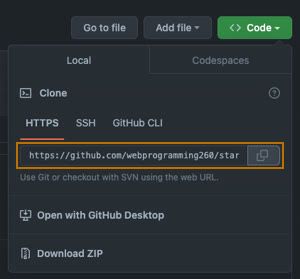 Go to file
Add file
<> Code
Local
Codespaces
Clone
HTTPS
SSH
GitHub CLI
https://github.com/webprogramming260/star
Use Git or checkout with SVN using the web URL.
Open with GitHub Desktop
Download ZIP